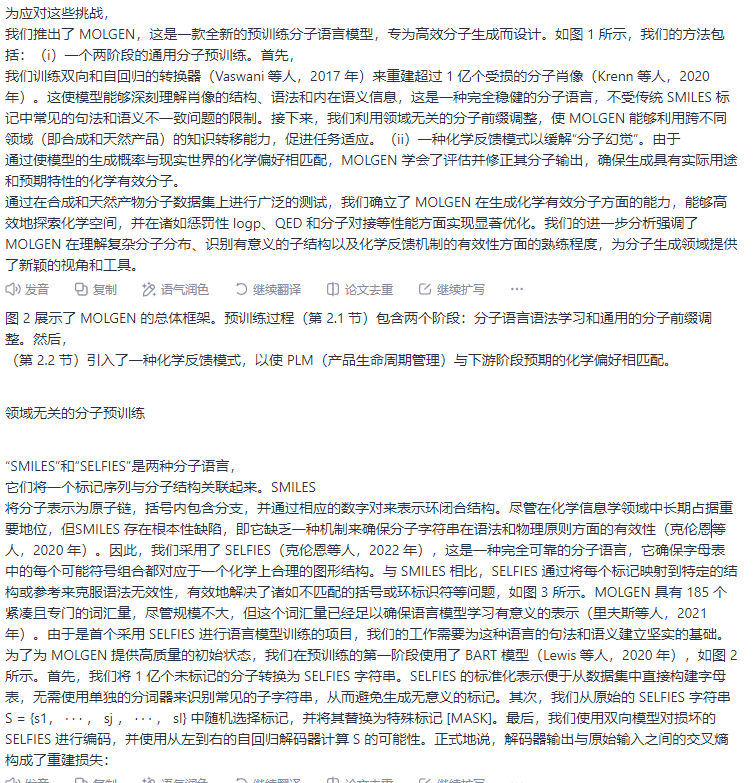 为应对这些挑战，
我们推出了 MOLGEN，这是一款全新的预训练分子语言模型，专为高效分子生成而设计。如图 1 所示，我们的方法包
括：（i）一个两阶段的通用分子预训练。首先，
我们训练双向和自回归的转换器（Vaswani 等人，2017 年）来重建超过 1 亿个受损的分子肖像（Krenn 等人，2020
年）。这使模型能够深刻理解肖像的结构、语法和内在语义信息，这是一种完全稳健的分子语言，不受传统 SMILES 标
记中常见的句法和语义不一致问题的限制。接下来，我们利用领域无关的分子前缀调整，使 MOLGEN 能够利用跨不同
领域（即合成和天然产品）的知识转移能力，促进任务适应。（ii）一种化学反馈模式以缓解“分子幻觉”。由于
通过使模型的生成概率与现实世界的化学偏好相匹配，MOLGEN 学会了评估并修正其分子输出，确保生成具有实际用途
和预期特性的化学有效分子。
通过在合成和天然产物分子数据集上进行广泛的测试，我们确立了 MOLGEN 在生成化学有效分子方面的能力，能够高
效地探索化学空间，并在诸如惩罚性 logp、QED 和分子对接等性能方面实现显著优化。我们的进一步分析强调了
MOLGEN 在理解复杂分子分布、识别有意义的子结构以及化学反馈机制的有效性方面的熟练程度，为分子生成领域提供
了新颖的视角和工具。
发音 复制 语气润色 继续翻译 论文去重 继续扩写 ···
图 2 展示了 MOLGEN 的总体框架。预训练过程（第 2.1 节）包含两个阶段：分子语言语法学习和通用的分子前缀调
整。然后，
（第 2.2 节）引入了一种化学反馈模式，以使 PLM（产品生命周期管理）与下游阶段预期的化学偏好相匹配。
领域无关的分子预训练
“SMILES”和“SELFIES”是两种分子语言，
它们将一个标记序列与分子结构关联起来。SMILES
将分子表示为原子链，括号内包含分支，并通过相应的数字对来表示环闭合结构。尽管在化学信息学领域中长期占据重
要地位，但SMILES 存在根本性缺陷，即它缺乏一种机制来确保分子字符串在语法和物理原则方面的有效性（克伦恩等
人，2020 年）。因此，我们采用了 SELFIES（克伦恩等人，2022 年），这是一种完全可靠的分子语言，它确保字母表
中的每个可能符号组合都对应于一个化学上合理的图形结构。与 SMILES 相比，SELFIES 通过将每个标记映射到特定的结
构或参考来克服语法无效性，有效地解决了诸如不匹配的括号或环标识符等问题，如图 3 所示。MOLGEN 具有 185 个
紧凑且专门的词汇量，尽管规模不大，但这个词汇量已经足以确保语言模型学习有意义的表示（里夫斯等人，2021
年）。由于是首个采用 SELFIES 进行语言模型训练的项目，我们的工作需要为这种语言的句法和语义建立坚实的基础。
为了为 MOLGEN 提供高质量的初始状态，我们在预训练的第一阶段使用了 BART 模型（Lewis 等人，2020 年），如图 2
所示。首先，我们将 1 亿个未标记的分子转换为 SELFIES 字符串。SELFIES 的标准化表示便于从数据集中直接构建字母
表，无需使用单独的分词器来识别常见的子字符串，从而避免生成无意义的标记。其次，我们从原始的 SELFIES 字符串
S = {s1，···，sj，···，sl} 中随机选择标记，并将其替换为特殊标记 [MASK]。最后，我们使用双向模型对损坏的
SELFIES 进行编码，并使用从左到右的自回归解码器计算 S 的可能性。正式地说，解码器输出与原始输入之间的交叉熵
构成了重建损失：